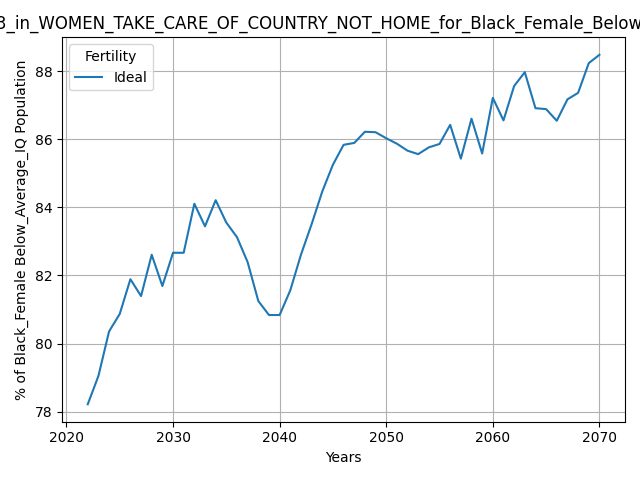 3_in_WOMEN_TAKE_CARE_OF_COUNTRY_NOT_HOME_for_Black_Female_Below
Fertility
Ideal
% of Black_Female Below_Average_IQ Population
88
86
84
82
80
78
2020 2030 2040 2050 2060 2070
Years